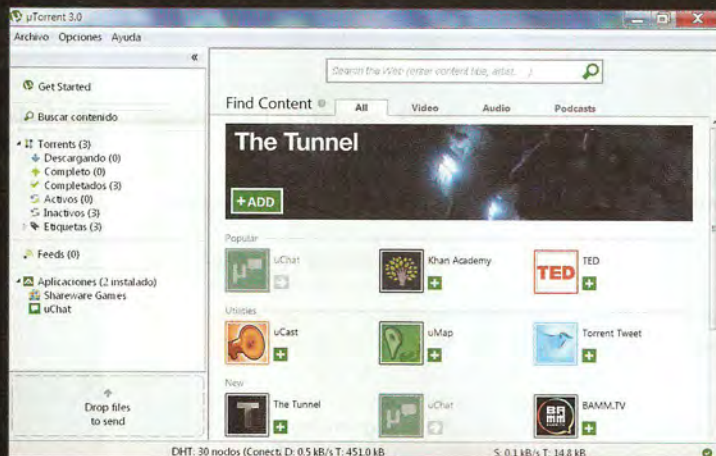 µTorrent 3.0
Archivo Opciones Ayuda
«
Get Started
Buscar contenido
Torrents (3)
Descargando (0)
Completo (0)
Completados (3)
Activos (0)
Inactivos (3)
Etiquetas (3)
Feeds (0)
Aplicaciones (2 instalado)
Shareware Games
uChat
Drop files
to send
Search the Web (enter content title, artist, ...)
Find Content
All Video Audio Podcasts
The Tunnel
+ADD
Popular
uChat
Khan Academy
TED
TED
Utilities
uCast
uMap
Torrent Tweet
New
T
The Tunnel
µ
uChat
BAMM
BAMM.TV
DHT: 30 nodos (Conect. D: 0.5 kB/s T: 451.0 kB
S: 0.1 kB/s T: 14.8 kB